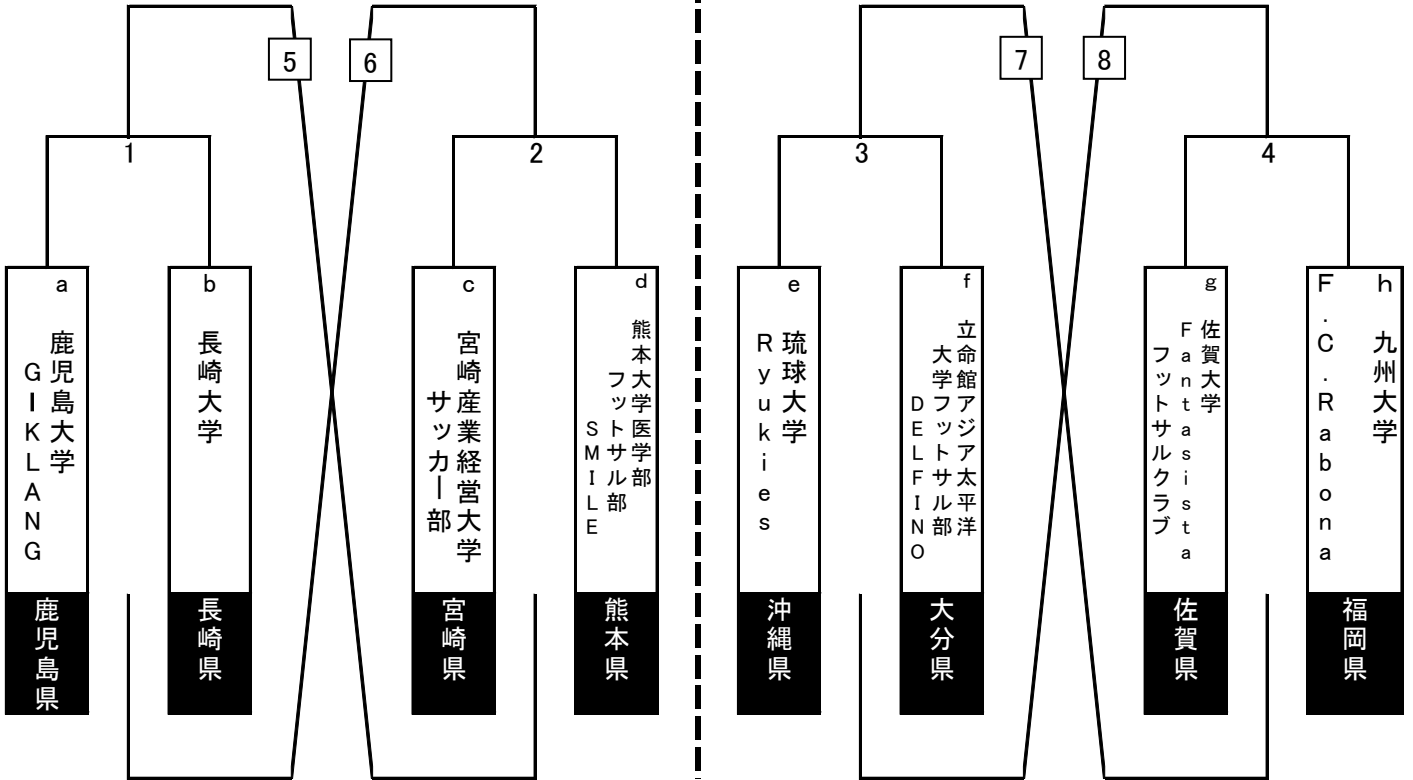 5
6
7
8
1
2
3
4
a
鹿児島大学
GIKLANG
鹿児島県
b
長崎大学
長崎県
c
宮崎産業経営大学
サッカー部
宮崎県
d
熊本大学医学部
フットサル部
SMILE
熊本県
e
琉球大学
Ryukies
沖縄県
f
立命館アジア太平洋
大学フットサル部
DELFINO
大分県
g
佐賀大学
Fantasista
フットサルクラブ
佐賀県
h
九州大学
F.C.Rabona
福岡県